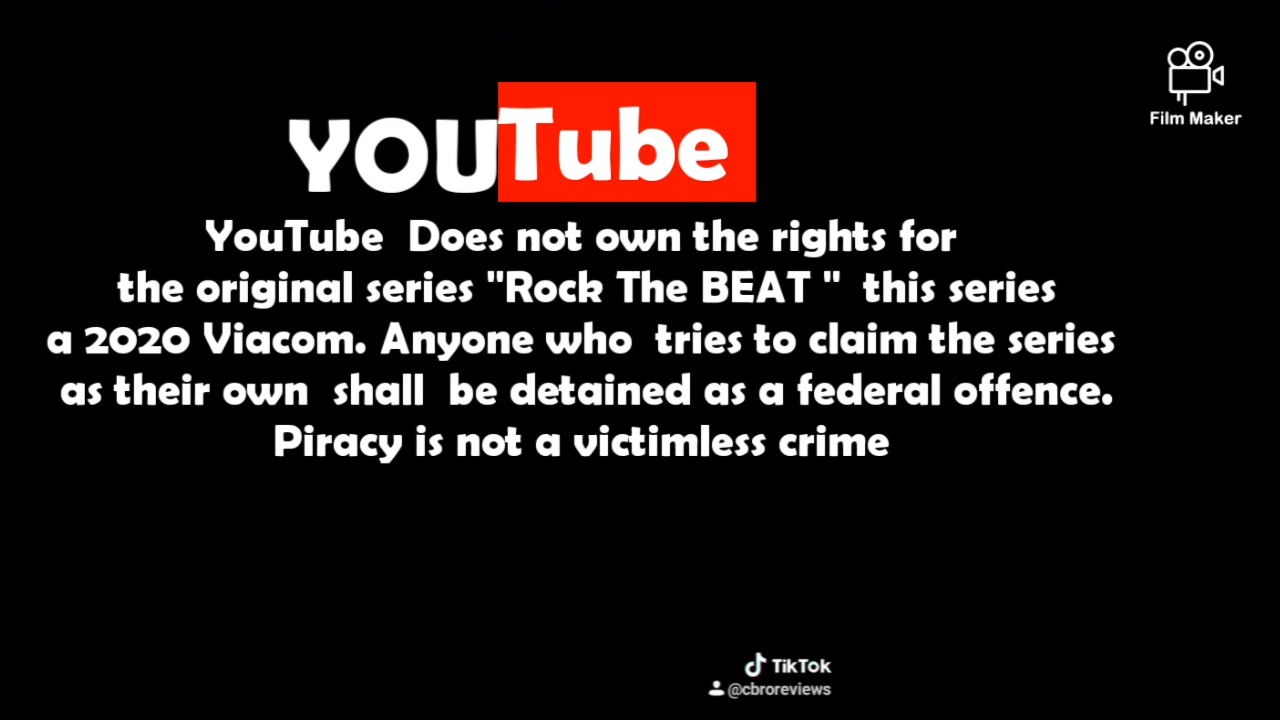 Film Maker
YOUTube
YouTube Does not own the rights for
the original series "Rock The BEAT " this series
a 2020 Viacom. Anyone who tries to claim the series
as their own shall be detained as a federal offence.
Piracy is not a victimless crime
TikTok
@cbroreviews